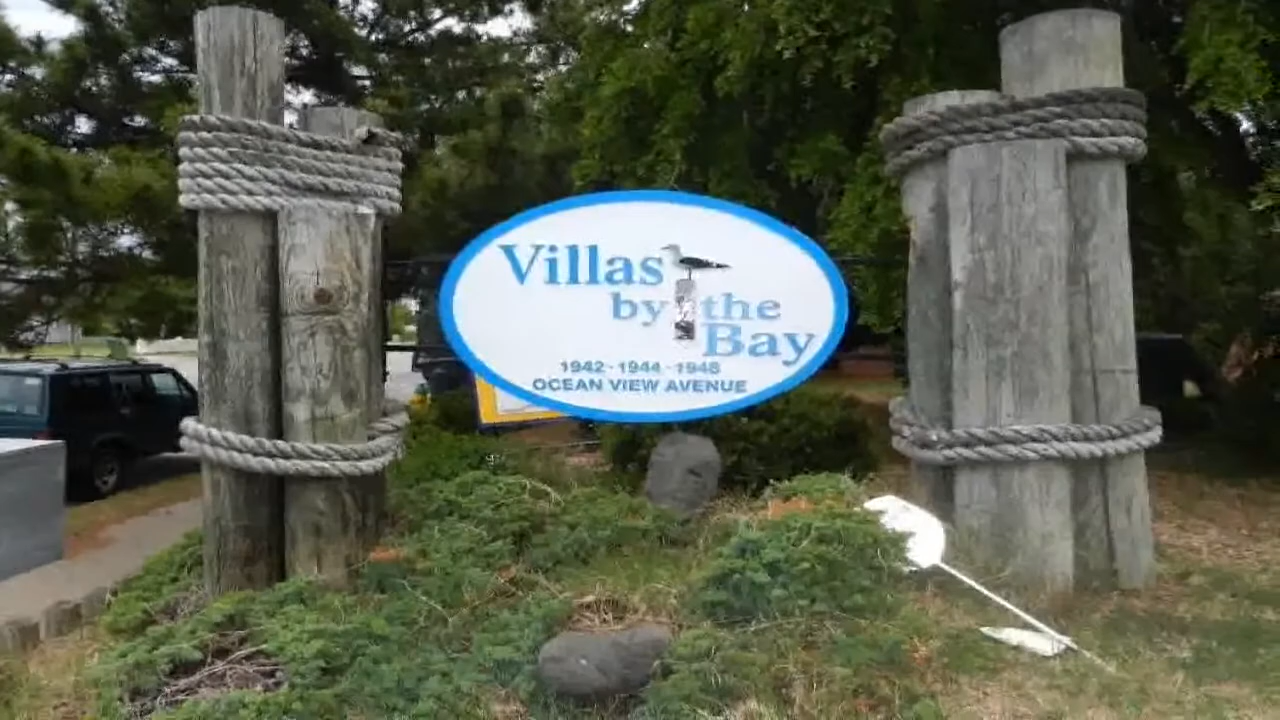 Villas
by the
Bay
1942 - 1944 - 1948
OCEAN VIEW AVENUE